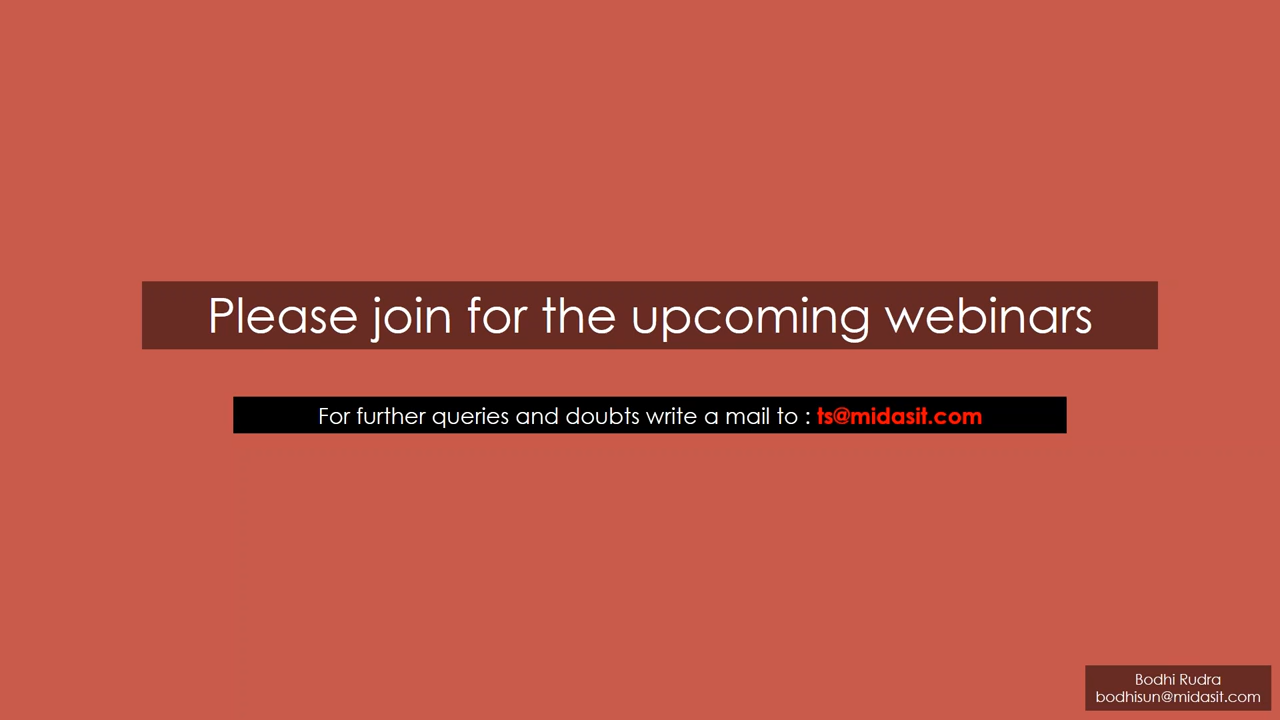 Please join for the upcoming webinars
For further queries and doubts write a mail to : ts@midasit.com
Bodhi Rudra
bodhisun@midasit.com